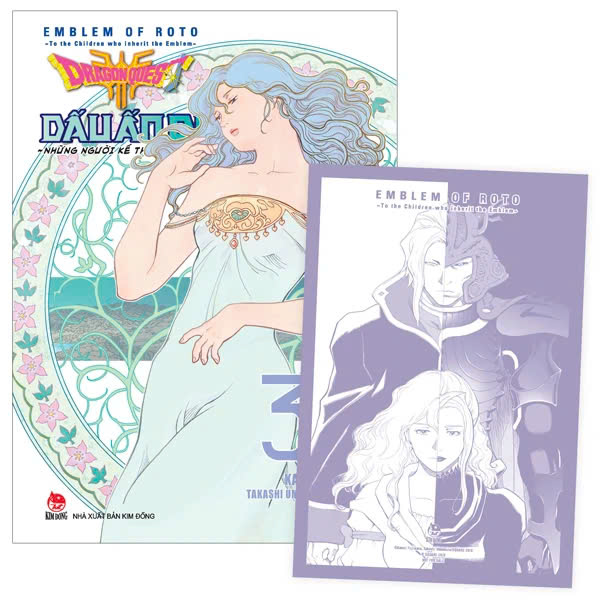 EMBLEM OF ROTO
~To the Children who inherit the Emblem~
DRAGON QUEST
DẤU ẤN
~NHỮNG NGƯỜI KẾ
3
KA
TAKASHI
KIM ĐỒNG
NHÀ XUẤT BẢN KIM ĐỒNG
EMBLEM OF ROTO
~To the Children who inherit the Emblem~